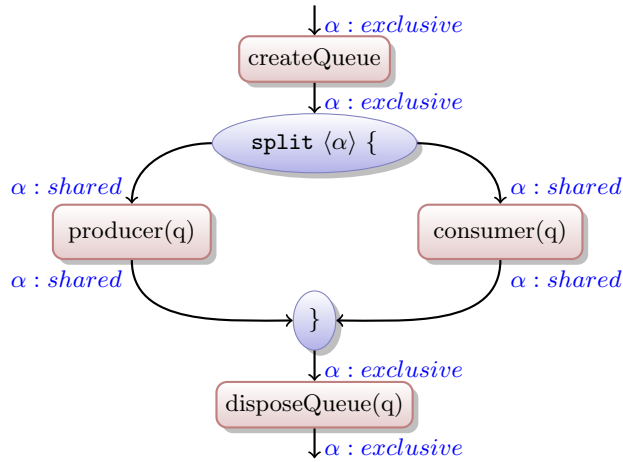 α : exclusive
createQueue
α : exclusive
split ⟨α⟩ {
α : shared α : shared
producer(q) consumer(q)
α : shared α : shared
}
α : exclusive
disposeQueue(q)
α : exclusive